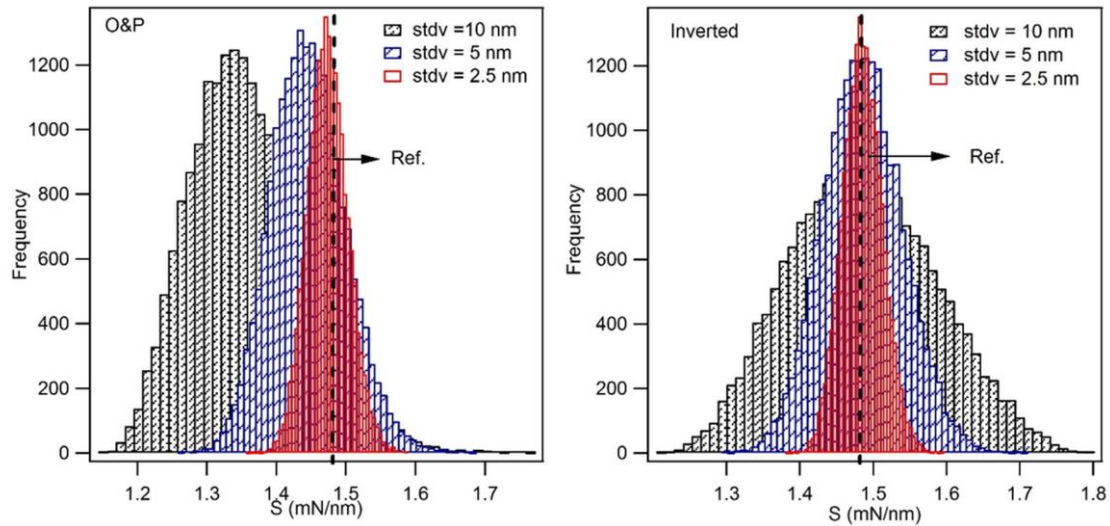 O&P
stdv =10 nm
stdv = 5 nm
stdv = 2.5 nm
Ref.
Frequency
1200
1000
800
600
400
200
0
1.2 1.3 1.4 1.5 1.6 1.7
S (mN/nm)
Inverted
stdv = 10 nm
stdv = 5 nm
stdv = 2.5 nm
Ref.
Frequency
1200
1000
800
600
400
200
0
1.3 1.4 1.5 1.6 1.7 1.8
S (mN/nm)